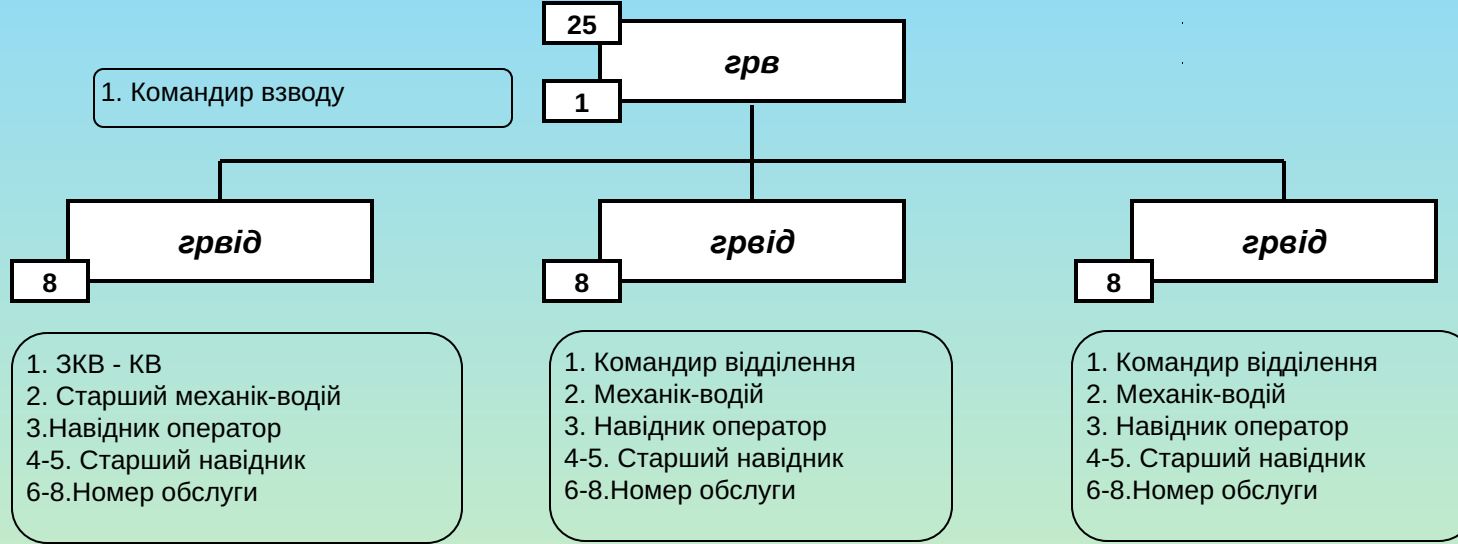 25
грв
1
1. Командир взводу
грвід
8
грвід
8
грвід
8
1. ЗКВ - КВ
2. Старший механік-водій
3.Навідник оператор
4-5. Старший навідник
6-8.Номер обслуги
1. Командир відділення
2. Механік-водій
3. Навідник оператор
4-5. Старший навідник
6-8.Номер обслуги
1. Командир відділення
2. Механік-водій
3. Навідник оператор
4-5. Старший навідник
6-8.Номер обслуги